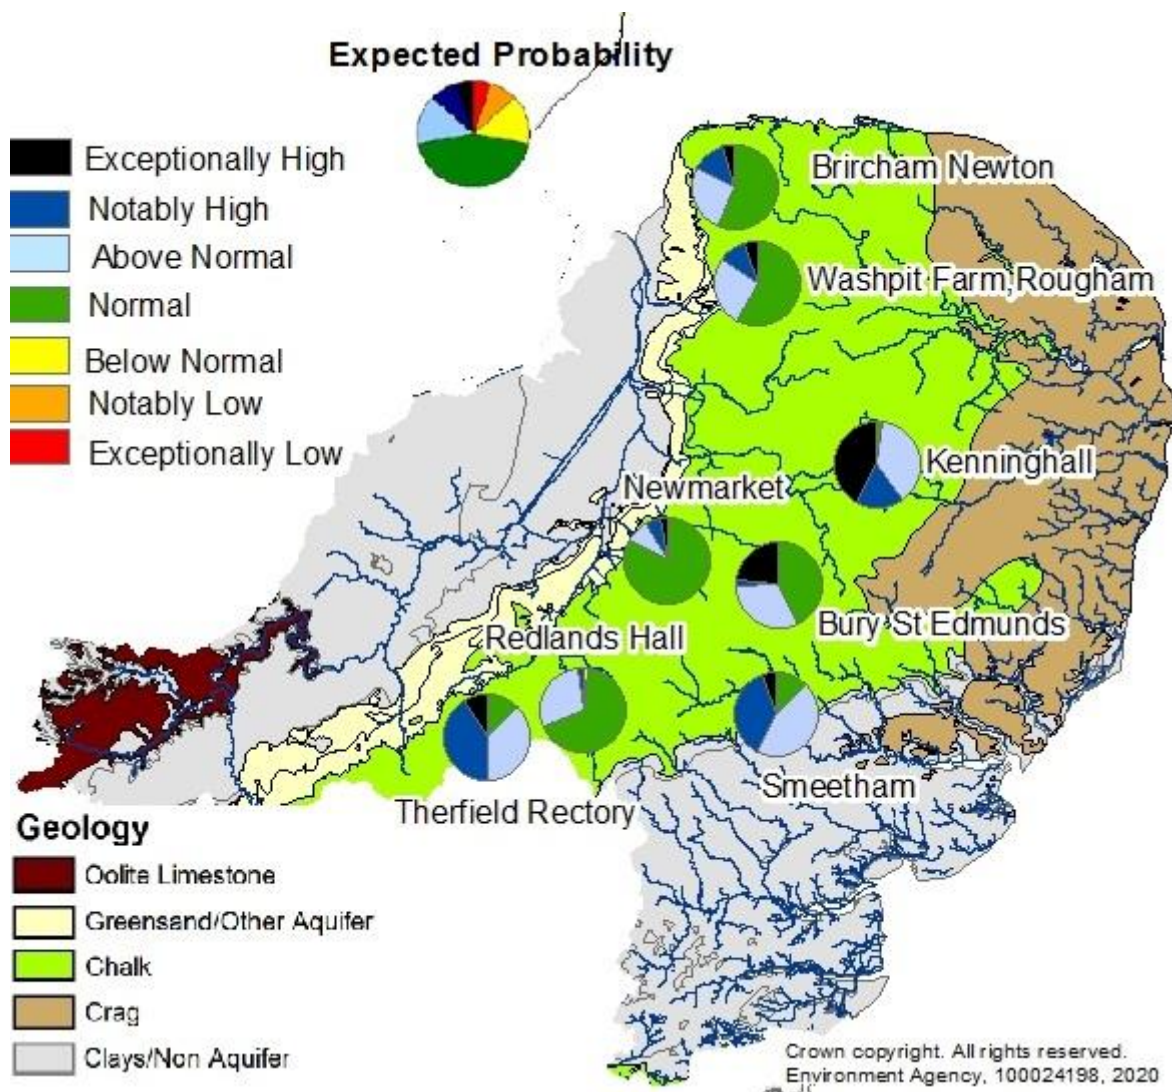 Expected Probability
Exceptionally High
Notably High
Above Normal
Normal
Below Normal
Notably Low
Exceptionally Low
Brircham Newton
Washpit Farm,Rougham
Kenninghall
Newmarket
Bury St Edmunds
Redlands Hall
Smeetham
Therfield Rectory
Geology
Oolite Limestone
Greensand/Other Aquifer
Chalk
Crag
Clays/Non Aquifer
Crown copyright. All rights reserved.
Environment Agency, 100024198, 2020